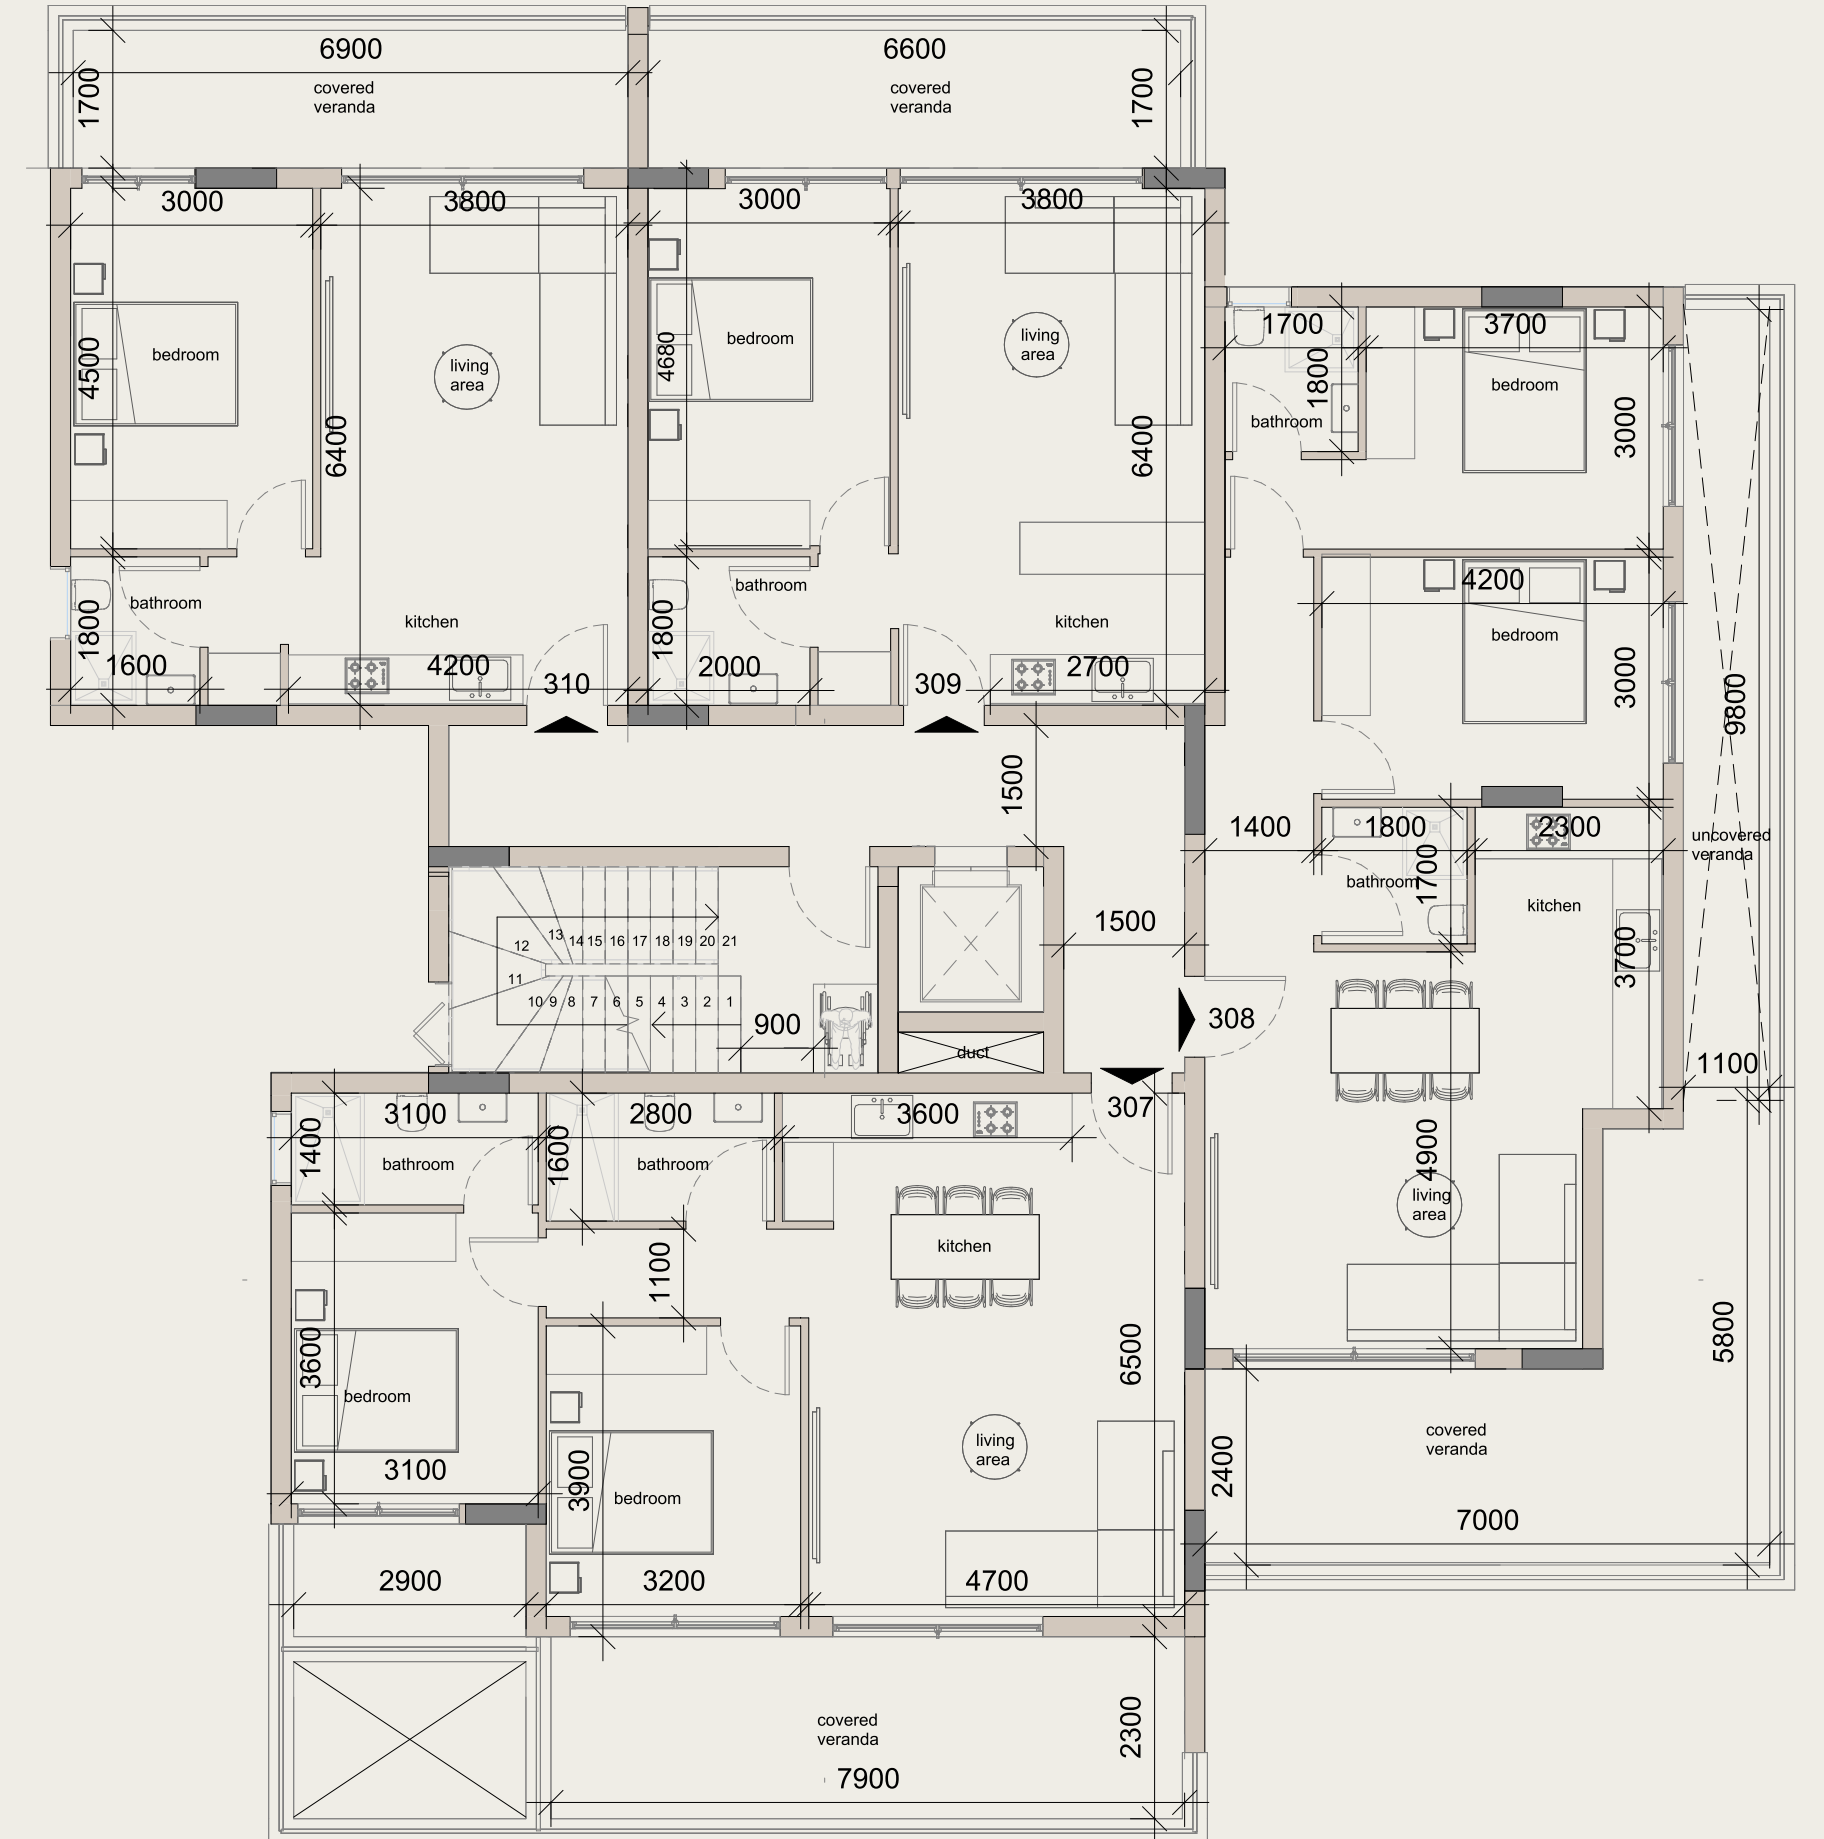 6900
6600
covered
veranda
covered
veranda
1700
1700
3000
3800
3000
3800
1700
3700
bedroom
bedroom
living
area
living
area
bedroom
4500
4680
1800
3000
bathroom
6400
6400
4200
bathroom
bathroom
kitchen
kitchen
bedroom
1800
1800
3000
1600
4200
2000
2700
310
309
9800
1500
1400
1800
2300
uncovered
veranda
bathroom
1700
kitchen
1500
3700
12
13
14
15
16
17
18
19
20
21
11
10
9
8
7
6
5
4
3
2
1
900
308
duct
1100
3100
2800
3600
307
1400
1600
4900
bathroom
bathroom
living
area
kitchen
1100
3600
6500
5800
bedroom
living
area
covered
veranda
3100
3900
bedroom
2400
7000
2900
3200
4700
covered
veranda
2300
7900